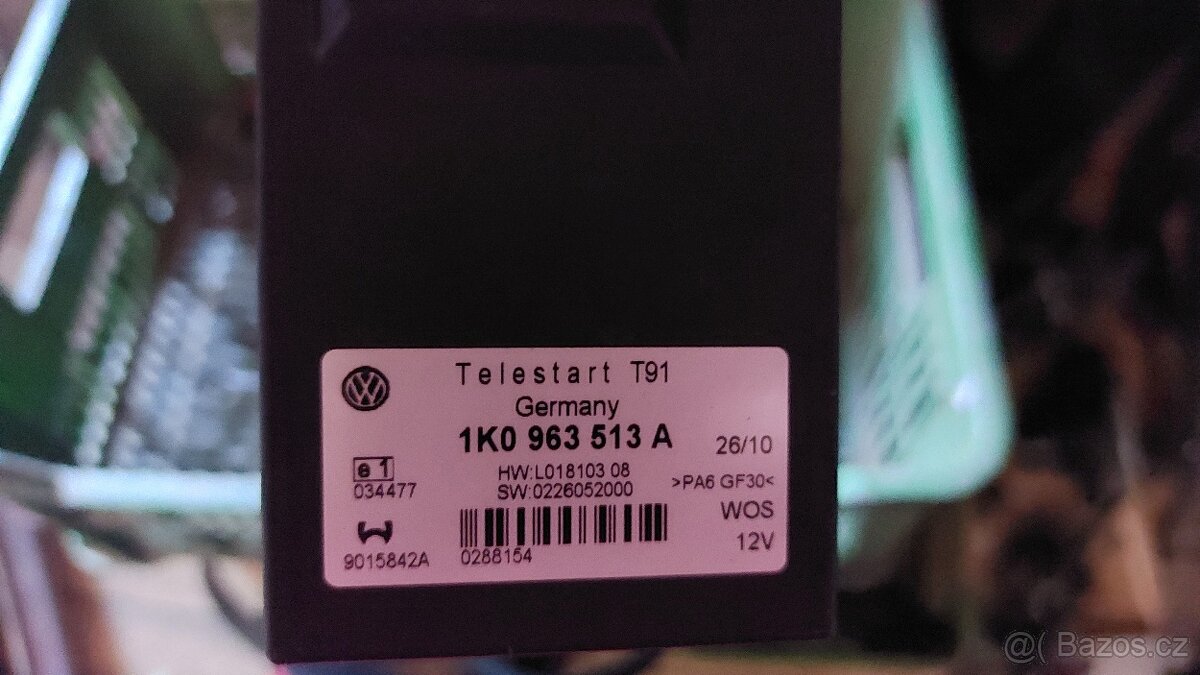 Telestart T91
Germany
1K0 963 513 A
26/10
e1
034477
HW:L018103 08
SW:0226052000
>PA6 GF30<
WOS
12V
9015842A
0288154
@( Bazos.cz